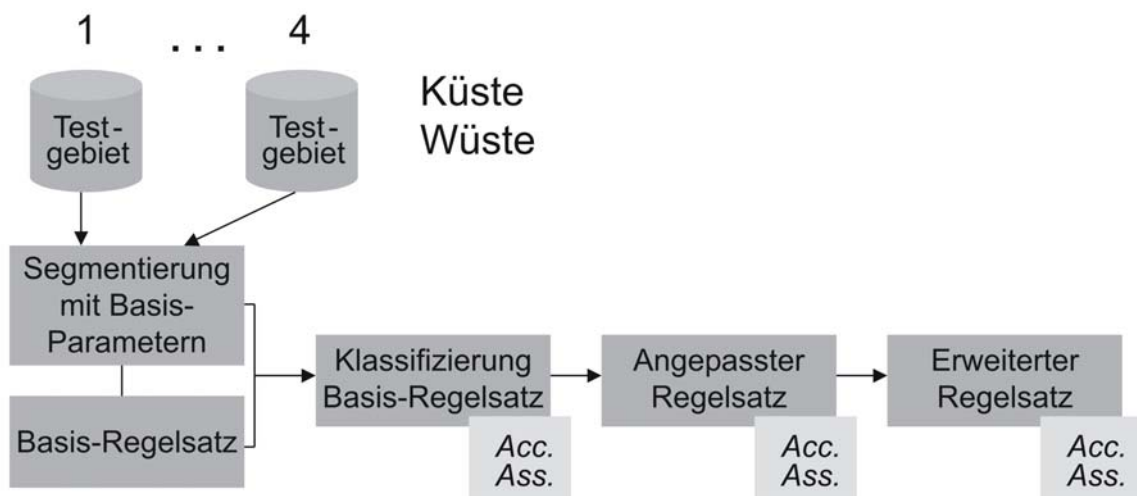 1 ... 4
Test-
gebiet
Test-
gebiet
Küste
Wüste
Segmentierung
mit Basis-
Parametern
Basis-Regelsatz
Klassifizierung
Basis-Regelsatz
Acc.
Ass.
Angepasster
Regelsatz
Acc.
Ass.
Erweiterter
Regelsatz
Acc.
Ass.